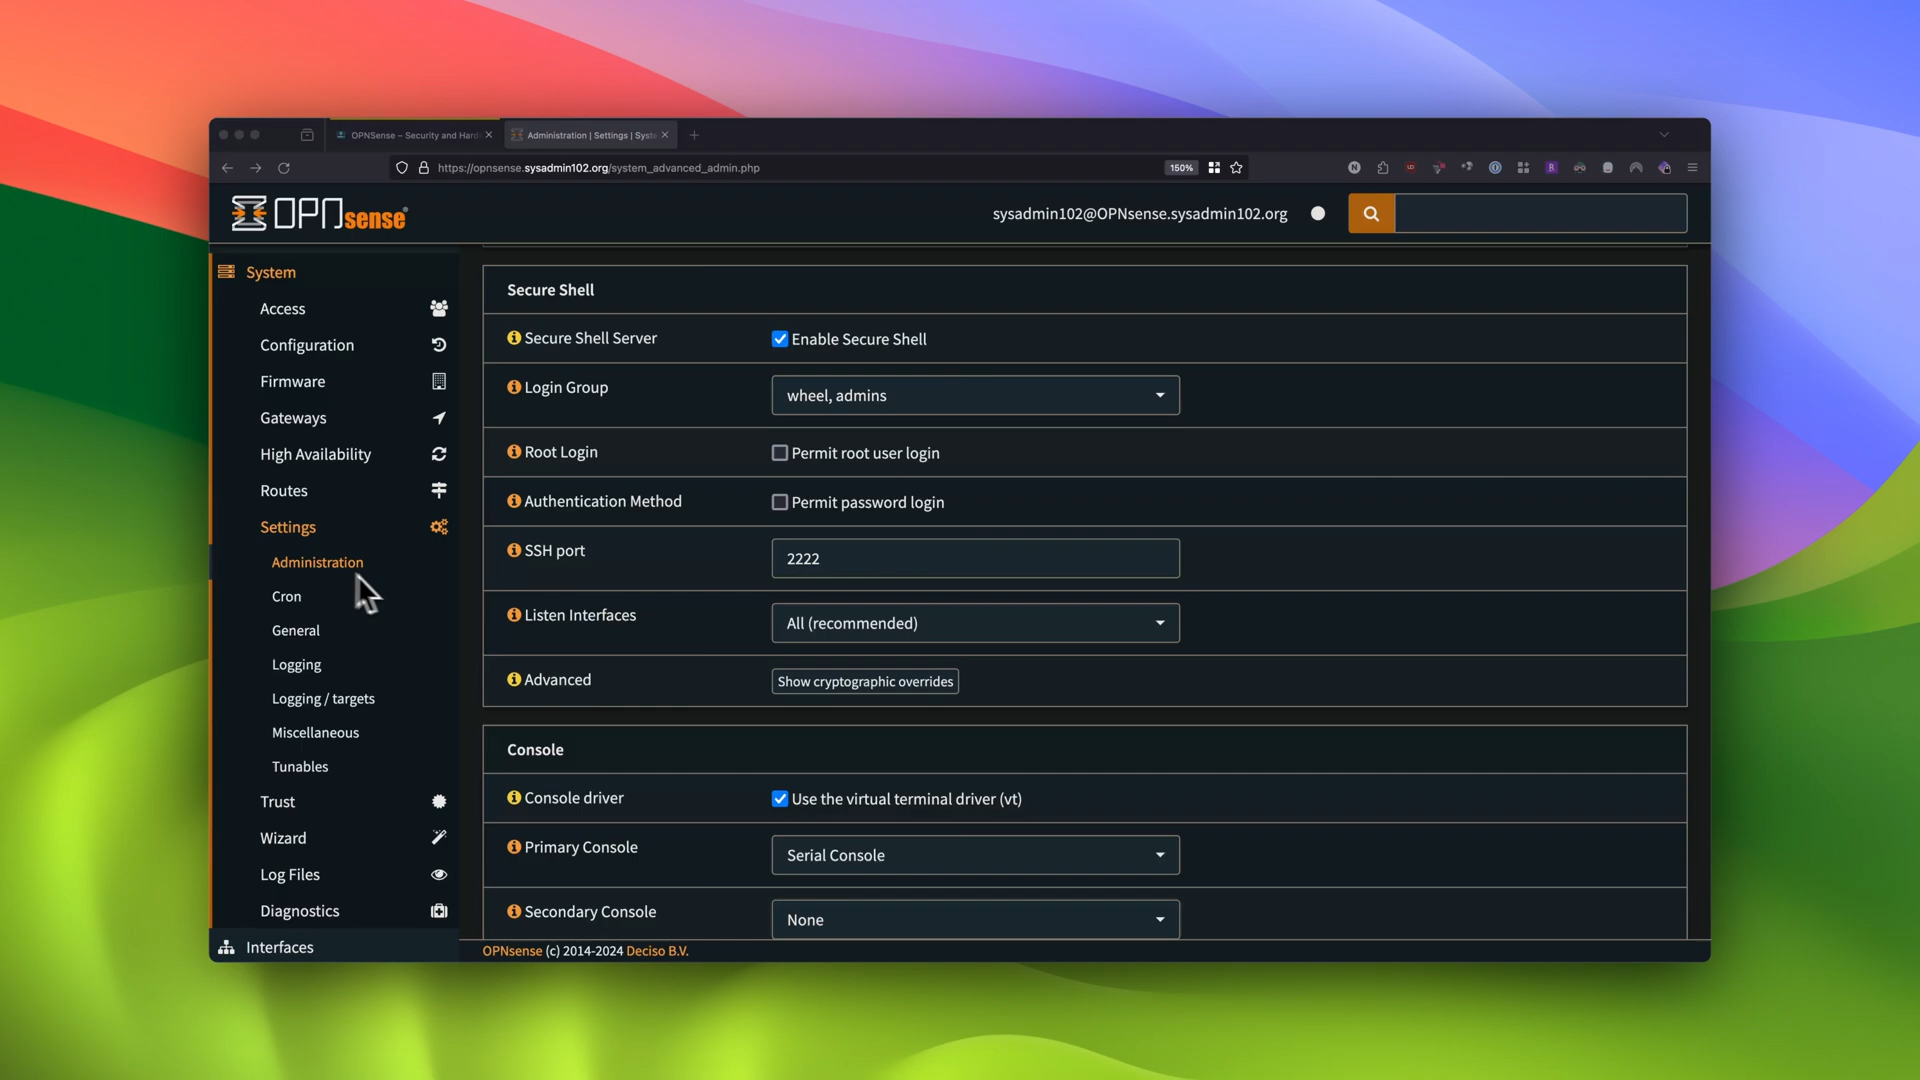 OPNSense – Security and Hard
Administration | Settings | Syste
https://opnsense.sysadmin102.org/system_advanced_admin.php
150%
OPNsense
sysadmin102@OPNsense.sysadmin102.org
System
Access
Configuration
Firmware
Gateways
High Availability
Routes
Settings
Administration
Cron
General
Logging
Logging / targets
Miscellaneous
Tunables
Trust
Wizard
Log Files
Diagnostics
Interfaces
Secure Shell
Secure Shell Server
Enable Secure Shell
Login Group
wheel, admins
Root Login
Permit root user login
Authentication Method
Permit password login
SSH port
2222
Listen Interfaces
All (recommended)
Advanced
Show cryptographic overrides
Console
Console driver
Use the virtual terminal driver (vt)
Primary Console
Serial Console
Secondary Console
None
OPNsense (c) 2014-2024 Deciso B.V.